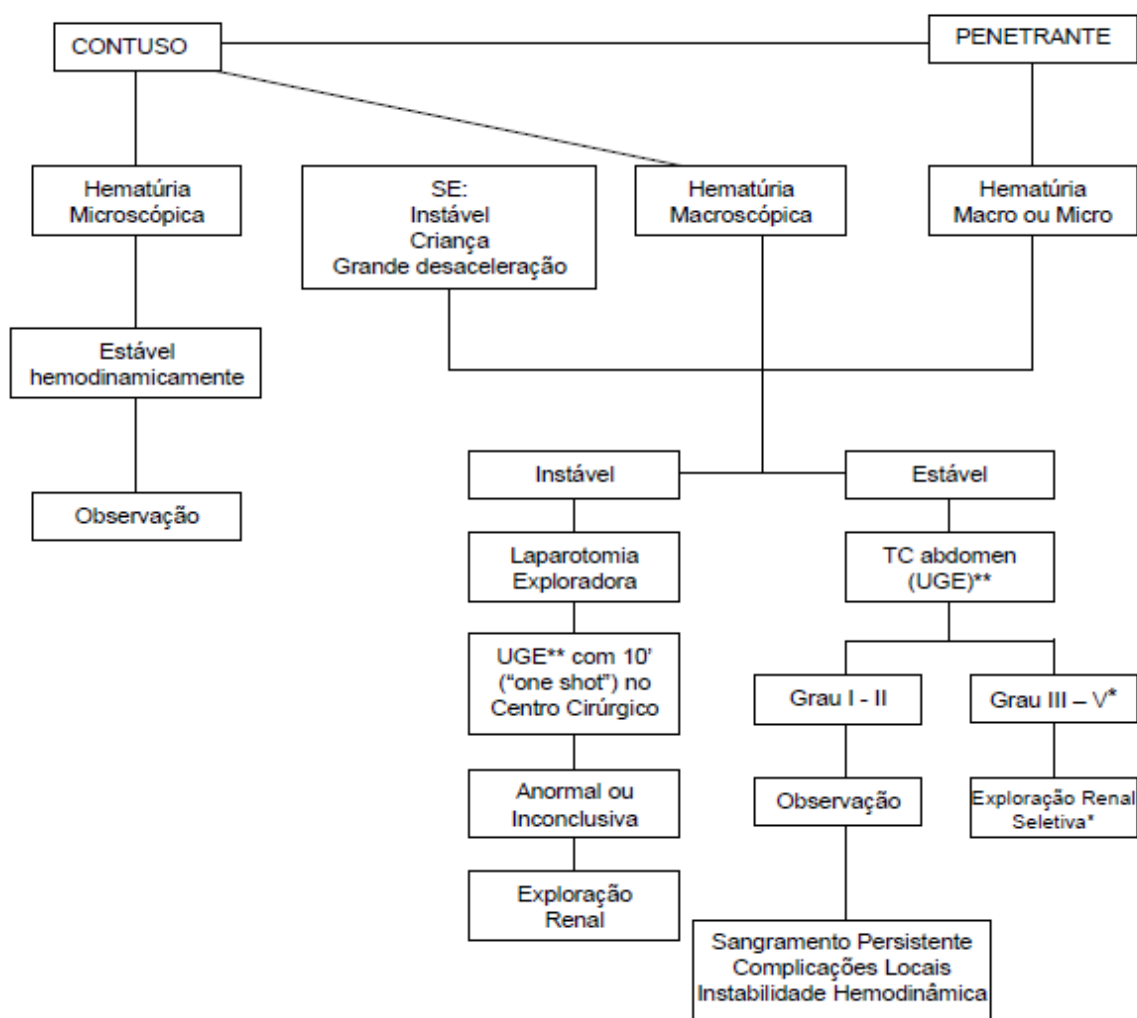 CONTUSO
PENETRANTE
Hematúria
Microscópica
SE:
Instável
Criança
Grande desaceleração
Hematúria
Macroscópica
Hematúria
Macro ou Micro
Estável
hemodinamicamente
Observação
Instável
Estável
Laparotomia
Exploradora
TC abdomen
(UGE)**
UGE** com 10'
("one shot") no
Centro Cirúrgico
Grau I - II
Grau III – V*
Anormal ou
Inconclusiva
Observação
Exploração Renal
Seletiva*
Exploração
Renal
Sangramento Persistente
Complicações Locais
Instabilidade Hemodinâmica